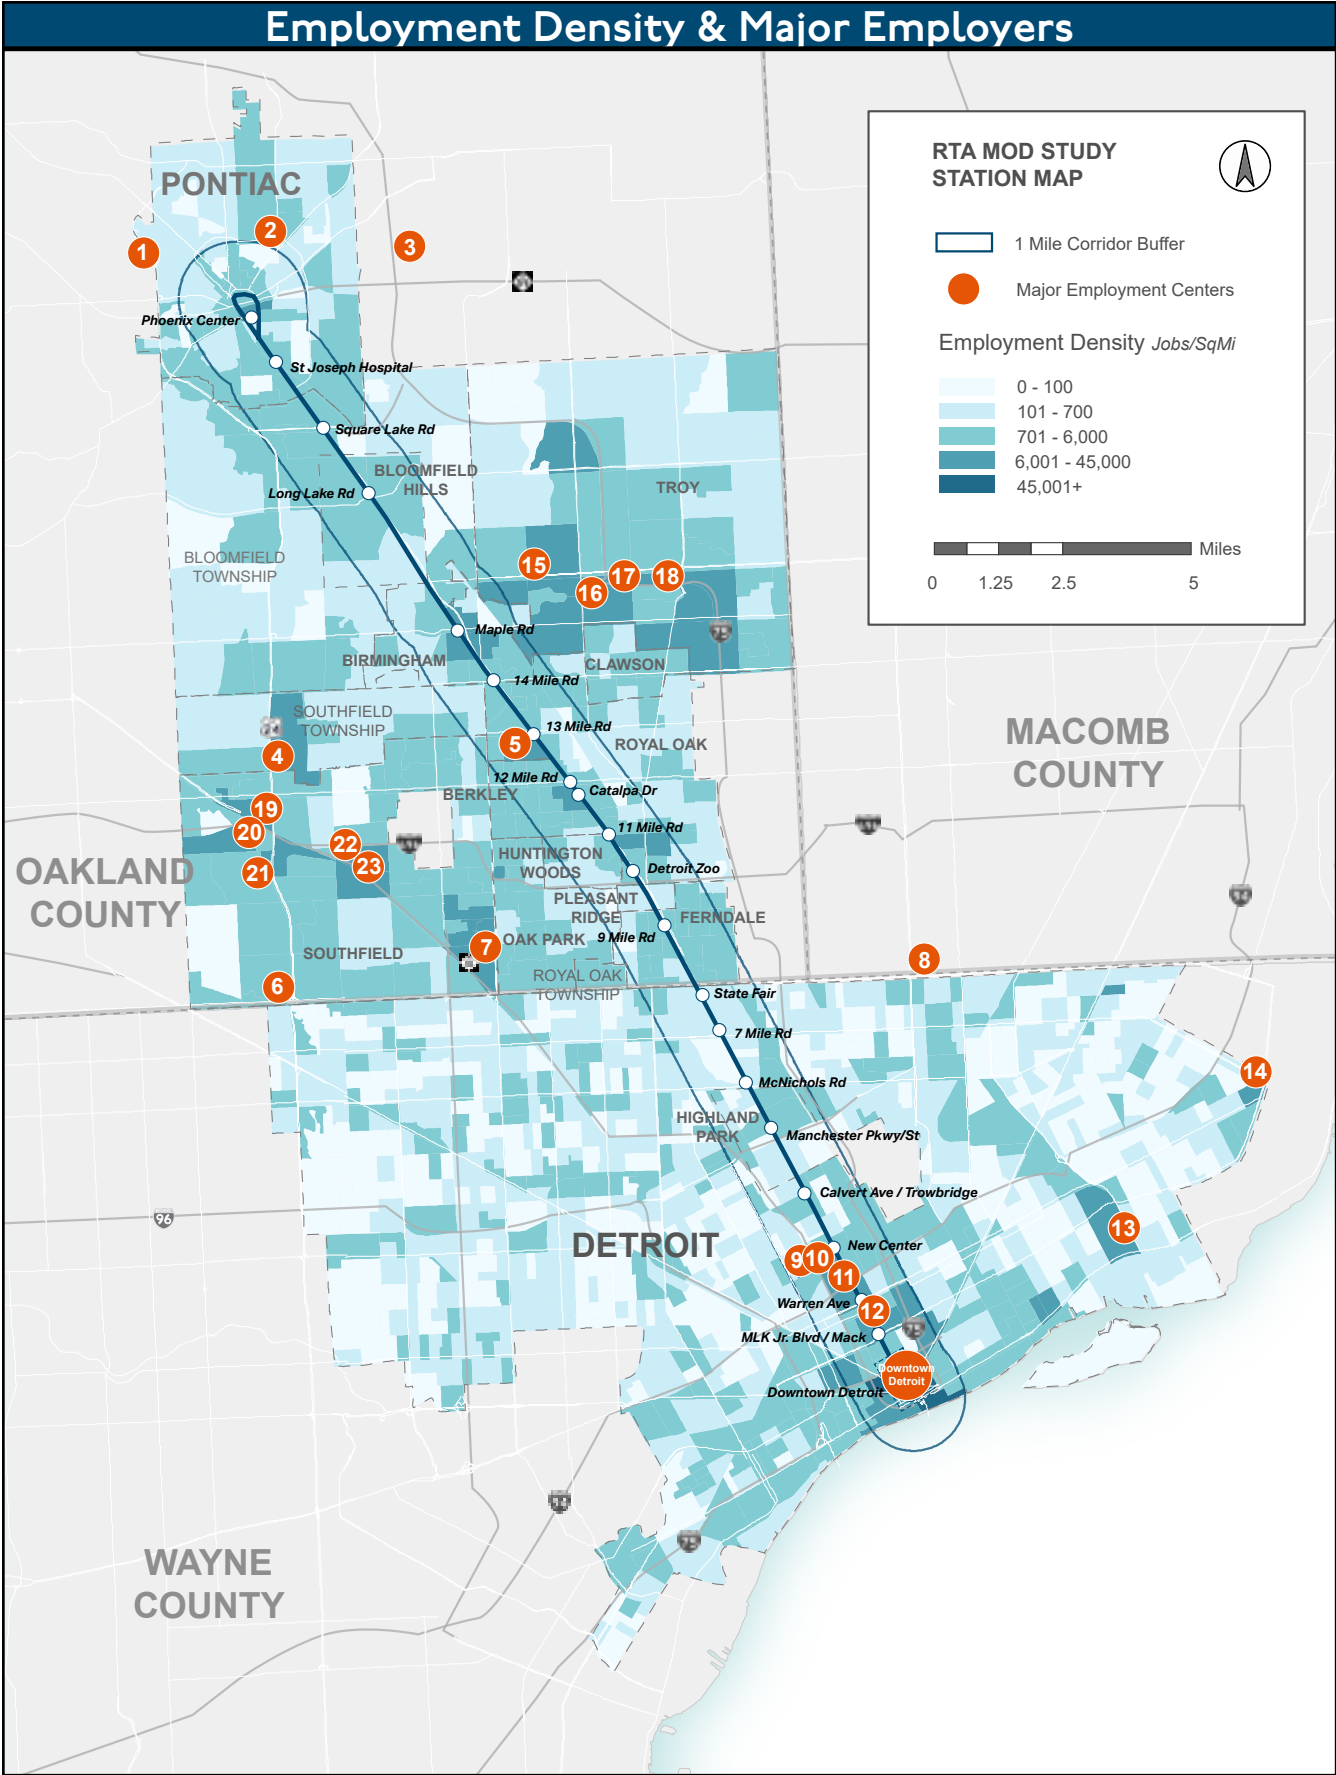 Employment Density & Major Employers
RTA MOD STUDY
STATION MAP
1 Mile Corridor Buffer
Major Employment Centers
Employment Density Jobs/SqMi
0 - 100
101 - 700
701 - 6,000
6,001 - 45,000
45,001+
Miles
0
1.25
2.5
5
PONTIAC
1
2
3
Phoenix Center
St Joseph Hospital
Square Lake Rd
BLOOMFIELD
HILLS
Long Lake Rd
TROY
BLOOMFIELD
TOWNSHIP
15
16
17
18
Maple Rd
75
BIRMINGHAM
CLAWSON
14 Mile Rd
SOUTHFIELD
TOWNSHIP
24
4
5
13 Mile Rd
ROYAL OAK
12 Mile Rd
BERKLEY
Catalpa Dr
MACOMB
COUNTY
19
20
21
22
23
11 Mile Rd
HUNTINGTON
WOODS
Detroit Zoo
OAKLAND
COUNTY
PLEASANT
RIDGE
FERNDALE
9 Mile Rd
94
SOUTHFIELD
7
OAK PARK
ROYAL OAK
TOWNSHIP
6
8
State Fair
7 Mile Rd
McNichols Rd
14
HIGHLAND
PARK
Manchester Pkwy/St
Calvert Ave / Trowbridge
96
DETROIT
New Center
13
9
10
11
Warren Ave
12
MLK Jr. Blvd / Mack
75
Downtown
Detroit
Downtown Detroit
94
75
WAYNE
COUNTY